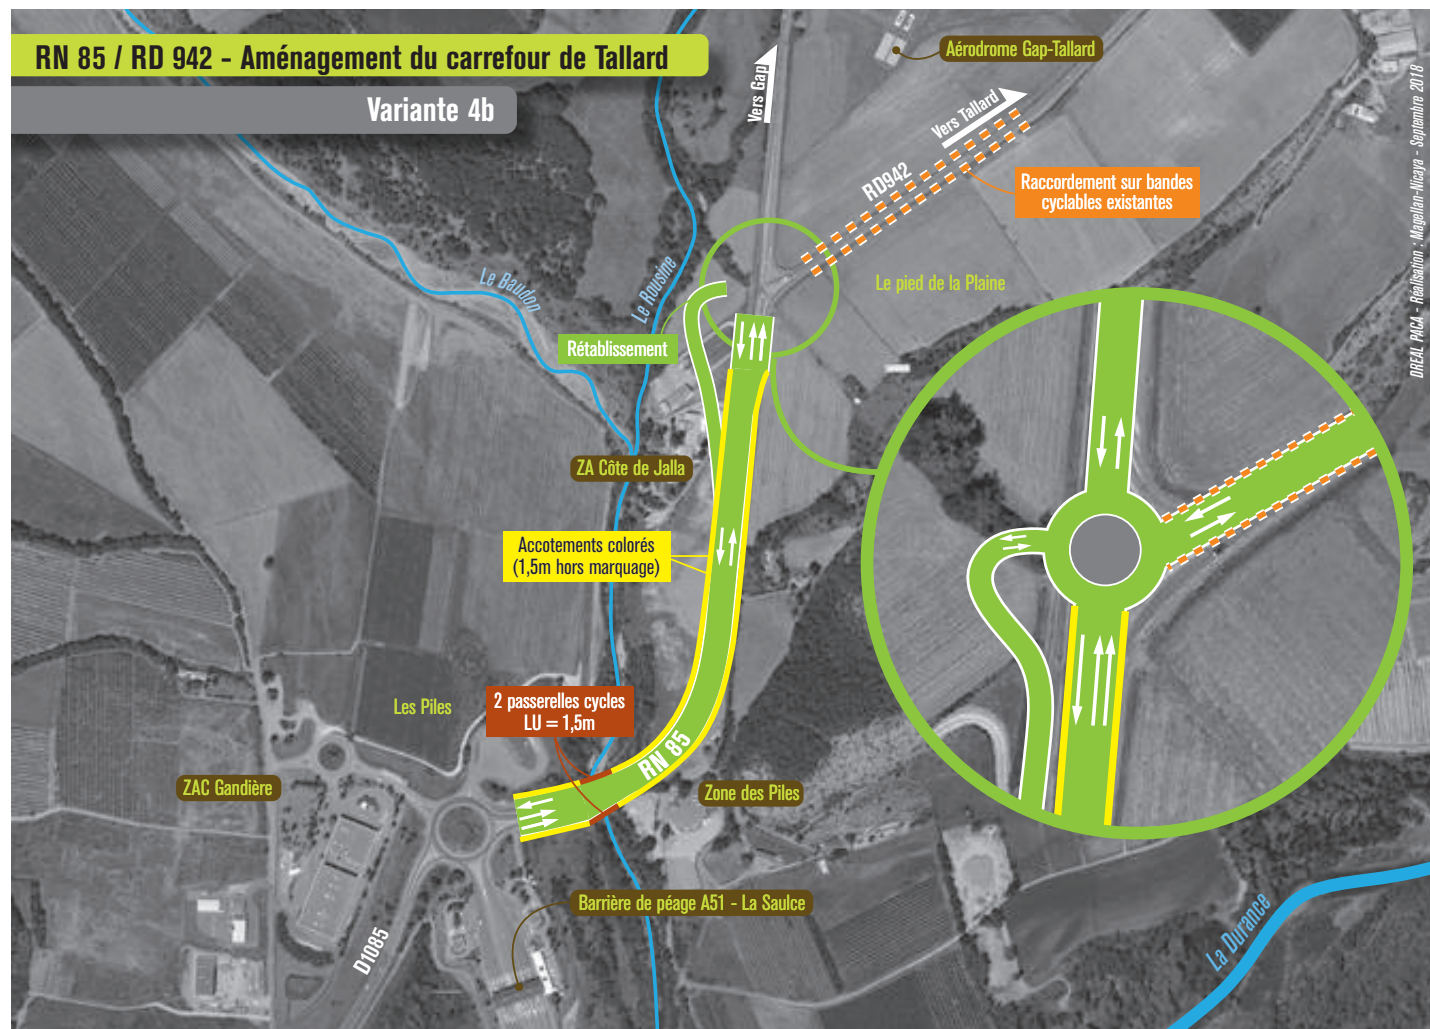 RN 85 / RD 942 - Aménagement du carrefour de Tallard
Variante 4b
Vers Gap
Aérodrome Gap-Tallard
Vers Tallard
RD942
Raccordement sur bandes
cyclables existantes
DREAL PACA - Réalisation : Magellan-Nicaya - Septembre 2018
Le Baudon
Le Rousine
Le pied de la Plaine
Rétablissement
ZA Côte de Jalla
Accotements colorés
(1,5m hors marquage)
Les Piles
2 passerelles cycles
LU = 1,5m
RN 85
ZAC Gandière
Zone des Piles
Barrière de péage A51 - La Saulce
D1085
La Durance